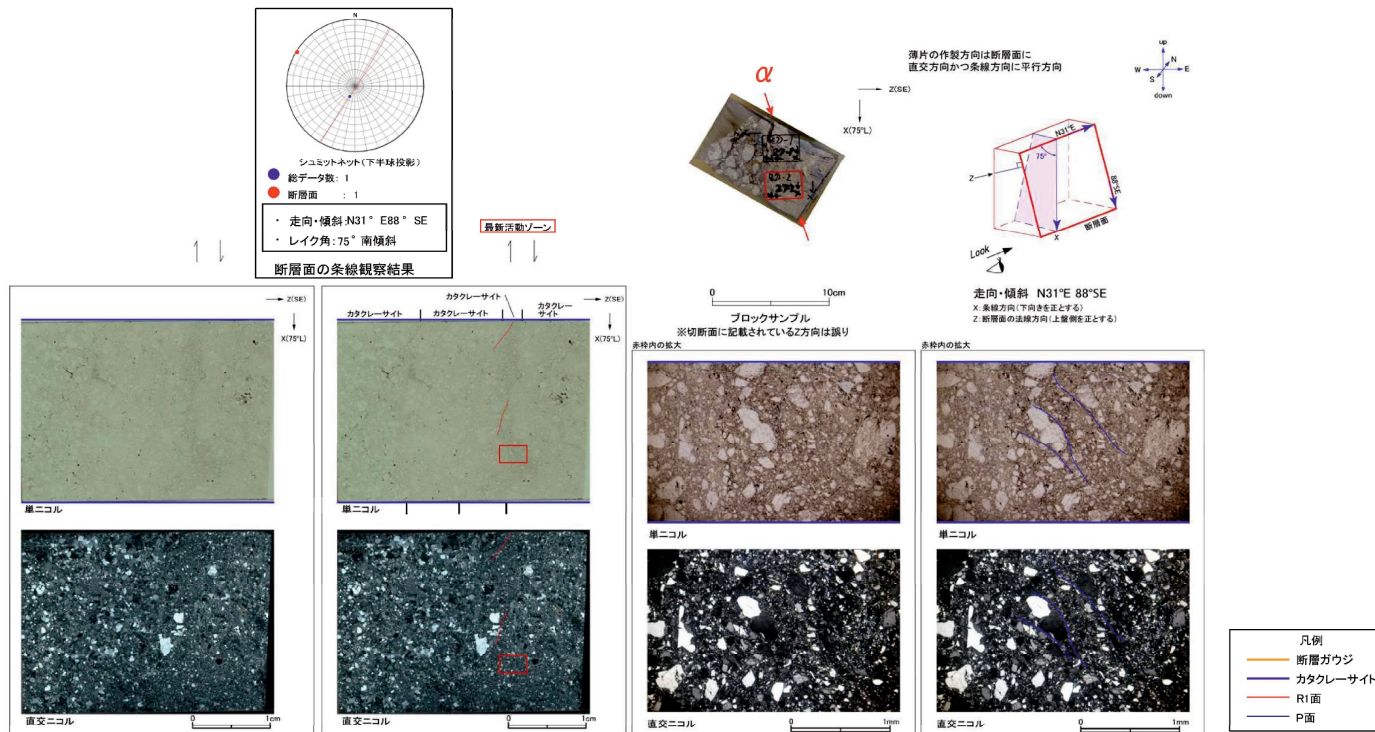 N
シュミットネット(下半球投影)
総データ数: 1
断層面 : 1
・ 走向・傾斜:N31° E88° SE
・ レイク角:75° 南傾斜
断層面の条線観察結果
最新活動ゾーン
薄片の作製方向は断層面に
直交方向かつ条線方向に平行方向
α
Z(SE)
X(75°L)
up
N
W
E
S
down
N31°E
75°
88°SE
Z
X
断層面
Look
0 10cm
ブロックサンプル
※切断面に記載されているZ方向は誤り
走向・傾斜 N31°E 88°SE
X:条線方向(下向きを正とする)
Z:断層面の法線方向(上盤側を正とする)
Z(SE)
X(75°L)
単ニコル
直交ニコル
0 1cm
カタクレーサイト
カタクレーサイト
カタクレーサイト
カタクレー
サイト
Z(SE)
X(75°L)
単ニコル
直交ニコル
0 1cm
赤枠内の拡大
単ニコル
直交ニコル
0 1mm
赤枠内の拡大
単ニコル
直交ニコル
0 1mm
凡例
断層ガウジ
カタクレーサイト
R1面
P面